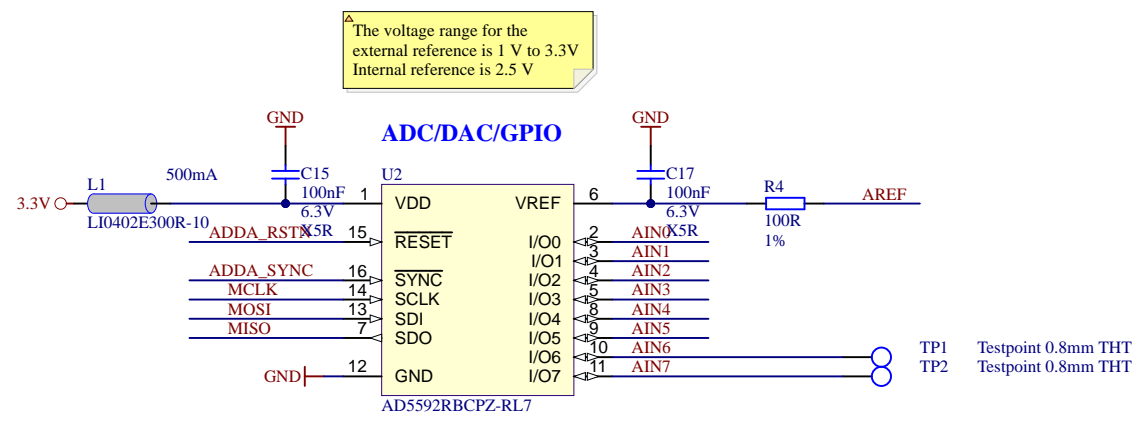 The voltage range for the
external reference is 1 V to 3.3V
Internal reference is 2.5 V
GND
GND
ADC/DAC/GPIO
L1
500mA
C15
U2
C17
R4
3.3V
LI0402E300R-10
100nF
6.3V
X5R
1
VDD
VREF
6
100nF
6.3V
X5R
100R
1%
AREF
ADDA_RSTN
15
RESET
I/O0
2
AIN0
I/O1
3
AIN1
ADDA_SYNC
16
SYNC
I/O2
4
AIN2
MCLK
14
SCLK
I/O3
5
AIN3
MOSI
13
SDI
I/O4
8
AIN4
MISO
7
SDO
I/O5
9
AIN5
I/O6
10
AIN6
TP1
Testpoint 0.8mm THT
GND
12
GND
I/O7
11
AIN7
TP2
Testpoint 0.8mm THT
AD5592RBCPZ-RL7